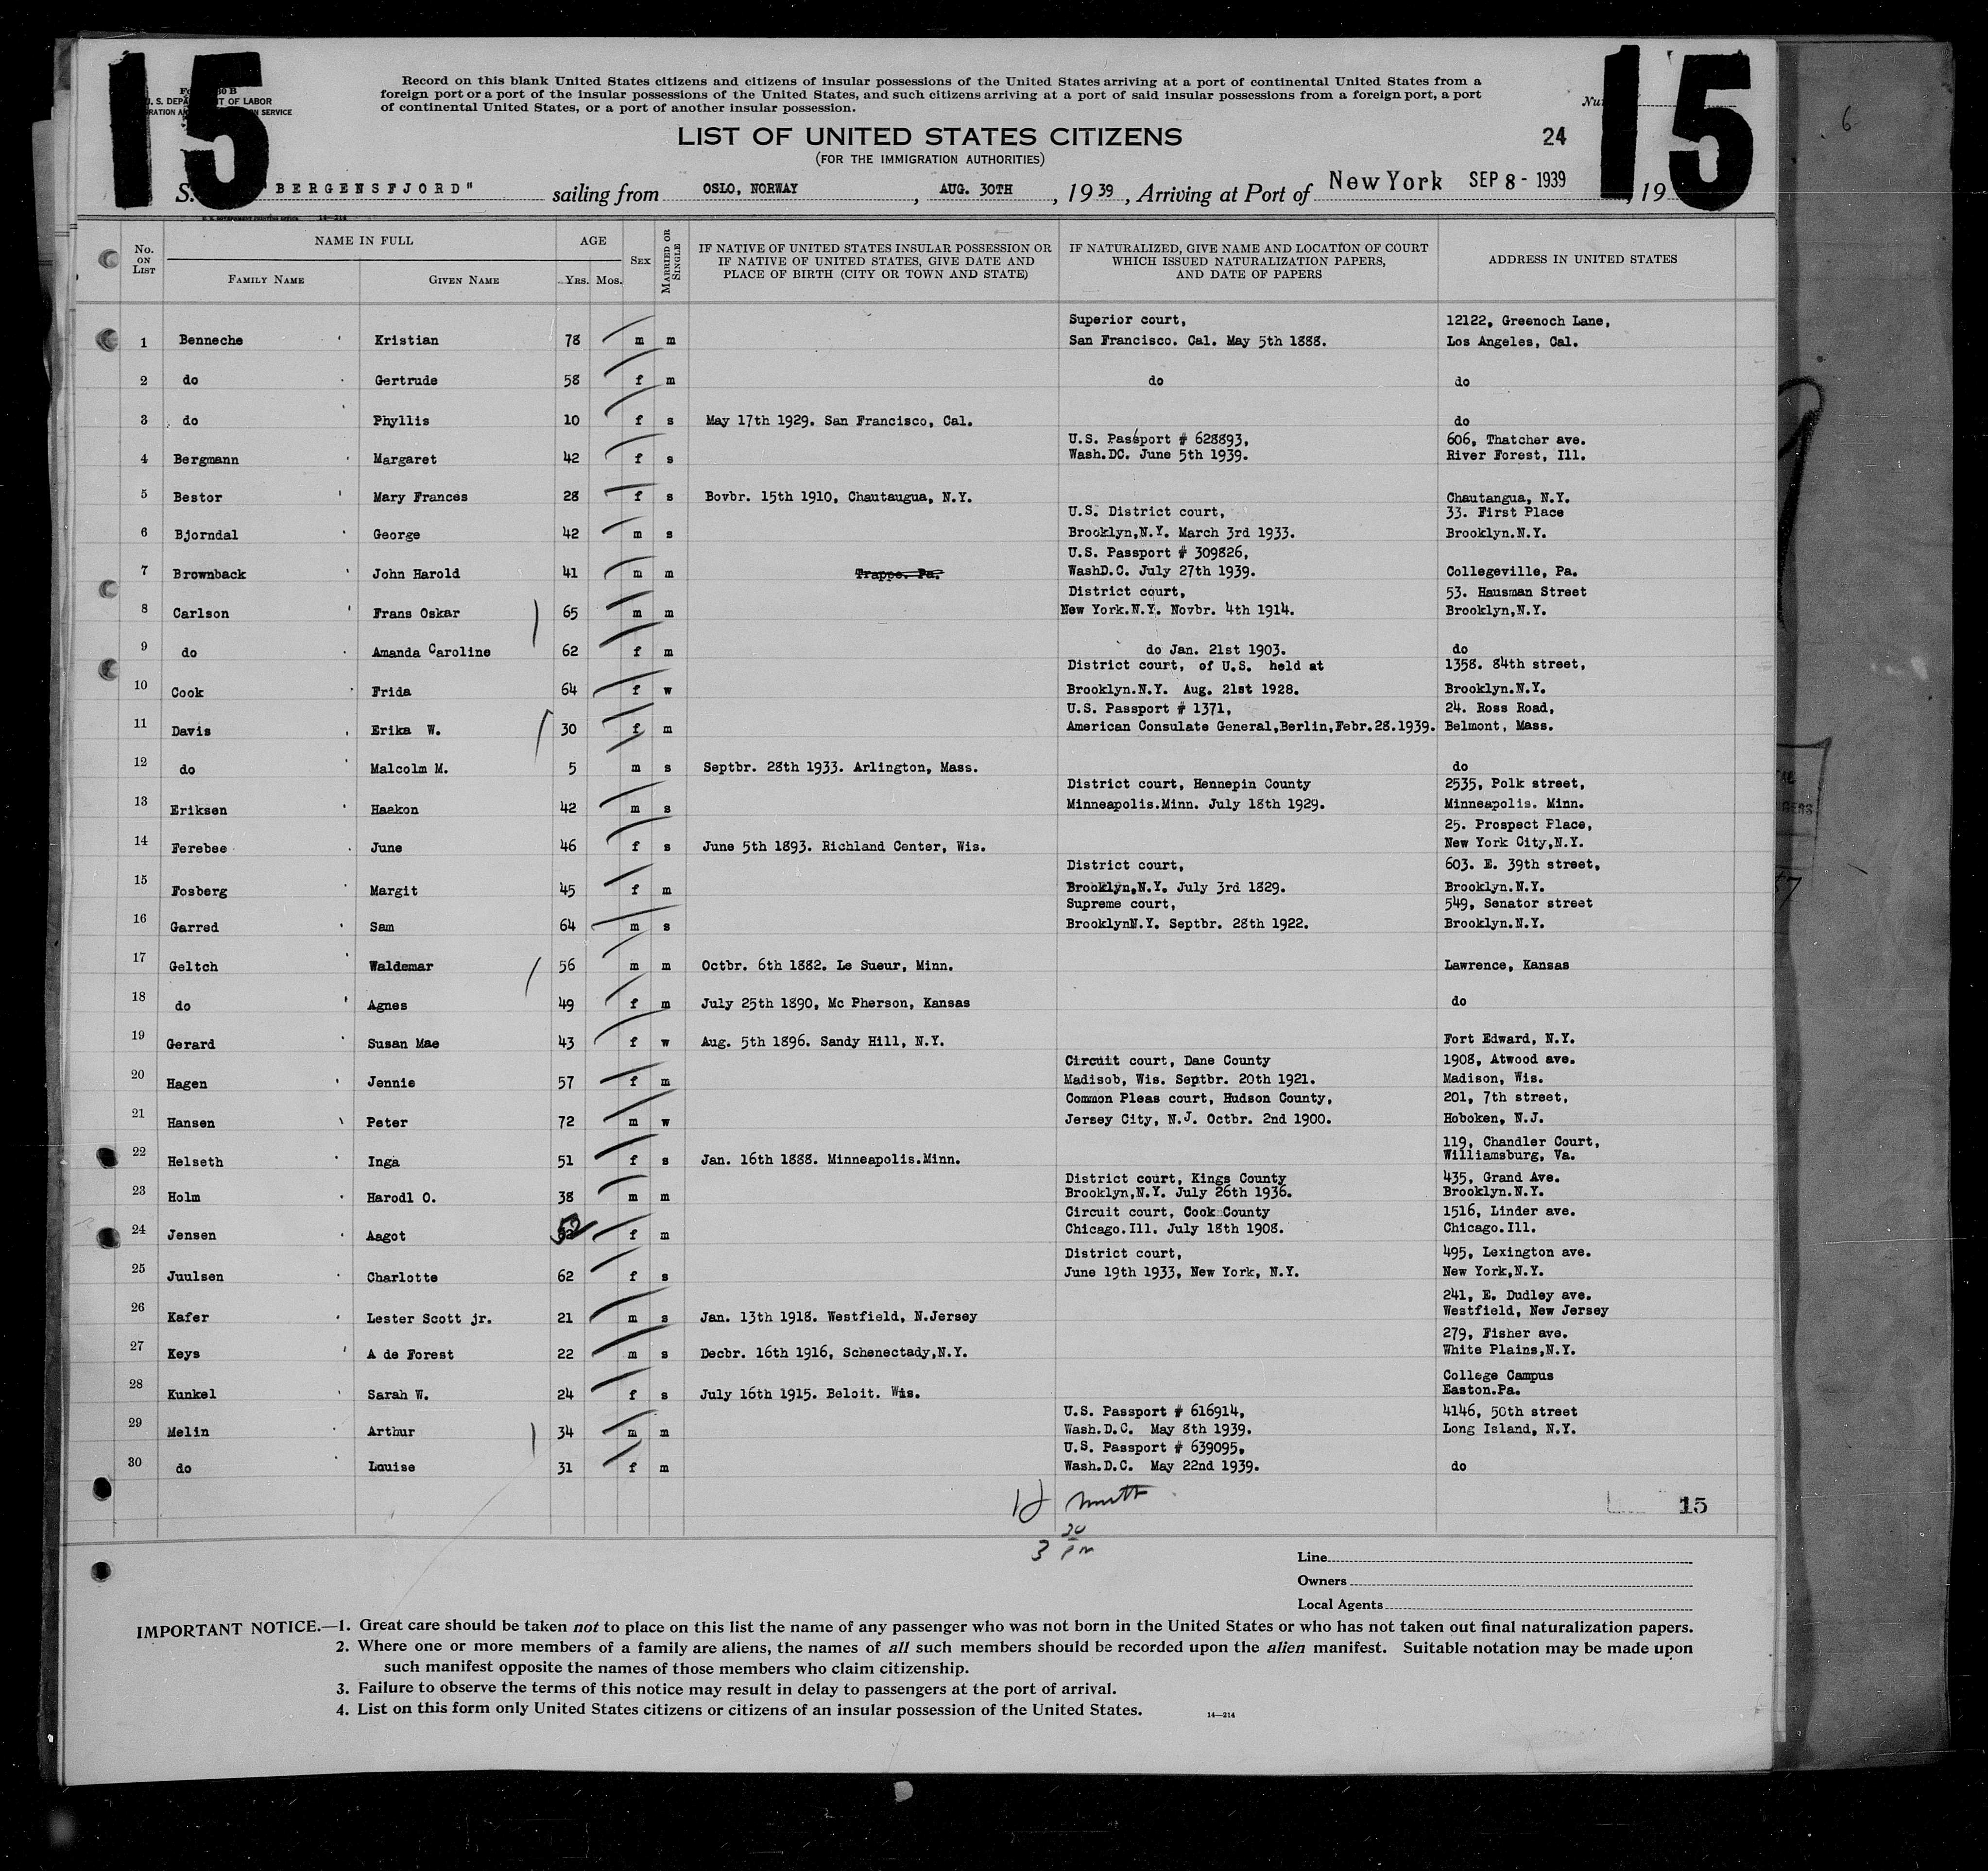 15
15
Record on this blank United States citizens and citizens of insular possessions of the United States arriving at a port of continental United States from a
foreign port or a port of the insular possessions of the United States, and such citizens arriving at a port of said insular possessions from a foreign port, a port
of continental United States, or a port of another insular possession.
LIST OF UNITED STATES CITIZENS
(FOR THE IMMIGRATION AUTHORITIES)
24
S. "BERGENSFJORD" sailing from OSLO, NORWAY, AUG. 30TH, 1939, Arriving at Port of New York SEP 8 - 1939, 19
No. ON LIST NAME IN FULL AGE SEX MARRIED OR SINGLE IF NATIVE OF UNITED STATES INSULAR POSSESSION OR IF NATIVE OF UNITED STATES, GIVE DATE AND PLACE OF BIRTH (CITY OR TOWN AND STATE) IF NATURALIZED, GIVE NAME AND LOCATION OF COURT WHICH ISSUED NATURALIZATION PAPERS, AND DATE OF PAPERS ADDRESS IN UNITED STATES
FAMILY NAME GIVEN NAME YRS. MOS.
Superior court, 12122, Greenoch Lane,
1 Benneche Kristian 78 m m San Francisco. Cal. May 5th 1888. Los Angeles, Cal.
2 do Gertrude 58 f m do do
3 do Phyllis 10 f s May 17th 1929. San Francisco, Cal. do
U.S. Passport # 628893, 606, Thatcher ave.
4 Bergmann Margaret 42 f s Wash.DC. June 5th 1939. River Forest, Ill.
5 Bestor Mary Frances 28 f s Bovbr. 15th 1910, Chautaugua, N.Y. Chautangua, N.Y.
U.S. District court, 33. First Place
6 Bjorndal George 42 m s Brooklyn,N.Y. March 3rd 1933. Brooklyn.N.Y.
U.S. Passport # 309826,
7 Brownback John Harold 41 m m Trappe. Pa. WashD.C. July 27th 1939. Collegeville, Pa.
District court, 53. Hausman Street
8 Carlson Frans Oskar 65 m m New York.N.Y. Novbr. 4th 1914. Brooklyn,N.Y.
9 do Amanda Caroline 62 f m do Jan. 21st 1903. do
District court, of U.S. held at 1358. 84th street,
10 Cook Frida 64 f w Brooklyn.N.Y. Aug. 21st 1928. Brooklyn.N.Y.
U.S. Passport # 1371, 24. Ross Road,
11 Davis Erika W. 30 f m American Consulate General,Berlin,Febr.28.1939. Belmont, Mass.
12 do Malcolm M. 5 m s Septbr. 28th 1933. Arlington, Mass. do
District court, Hennepin County 2535, Polk street,
13 Eriksen Haakon 42 m s Minneapolis.Minn. July 18th 1929. Minneapolis. Minn.
25. Prospect Place,
14 Ferebee June 46 f s June 5th 1893. Richland Center, Wis. New York City,N.Y.
District court, 603. E. 39th street,
15 Fosberg Margit 45 f m Brooklyn,N.Y. July 3rd 1829. Brooklyn.N.Y.
Supreme court, 549, Senator street
16 Garred Sam 64 m s BrooklynN.Y. Septbr. 28th 1922. Brooklyn.N.Y.
17 Geltch Waldemar 56 m m Octbr. 6th 1882. Le Sueur, Minn. Lawrence, Kansas
18 do Agnes 49 f m July 25th 1890, Mc Pherson, Kansas do
19 Gerard Susan Mae 43 f w Aug. 5th 1896. Sandy Hill, N.Y. Fort Edward, N.Y.
Circuit court, Dane County 1908, Atwood ave.
20 Hagen Jennie 57 f m Madisob, Wis. Septbr. 20th 1921. Madison, Wis.
Common Pleas court, Hudson County, 201, 7th street,
21 Hansen Peter 72 m w Jersey City, N.J. Octbr. 2nd 1900. Hoboken, N.J.
119, Chandler Court,
22 Helseth Inga 51 f s Jan. 16th 1888. Minneapolis.Minn. Williamsburg, Va.
District court, Kings County 435, Grand Ave.
23 Holm Harodl O. 38 m m Brooklyn,N.Y. July 26th 1936. Brooklyn.N.Y.
Circuit court, Cook County 1516, Linder ave.
24 Jensen Aagot 52 f m Chicago.Ill. July 18th 1908. Chicago.Ill.
District court, 495, Lexington ave.
25 Juulsen Charlotte 62 f s June 19th 1933, New York, N.Y. New York,N.Y.
241, E. Dudley ave.
26 Kafer Lester Scott jr. 21 m s Jan. 13th 1918. Westfield, N.Jersey Westfield, New Jersey
279, Fisher ave.
27 Keys A de Forest 22 m s Decbr. 16th 1916, Schenectady,N.Y. White Plains,N.Y.
College Campus
28 Kunkel Sarah W. 24 f s July 16th 1915. Beloit. Wis. Easton.Pa.
U.S. Passport # 616914, 4146, 50th street
29 Melin Arthur 34 m m Wash.D.C. May 8th 1939. Long Island, N.Y.
U.S. Passport # 639095,
30 do Louise 31 f m Wash.D.C. May 22nd 1939. do
15
3 20 PM
Line
Owners
Local Agents
IMPORTANT NOTICE.—1. Great care should be taken not to place on this list the name of any passenger who was not born in the United States or who has not taken out final naturalization papers.
2. Where one or more members of a family are aliens, the names of all such members should be recorded upon the alien manifest. Suitable notation may be made upon
such manifest opposite the names of those members who claim citizenship.
3. Failure to observe the terms of this notice may result in delay to passengers at the port of arrival.
4. List on this form only United States citizens or citizens of an insular possession of the United States.
14—214